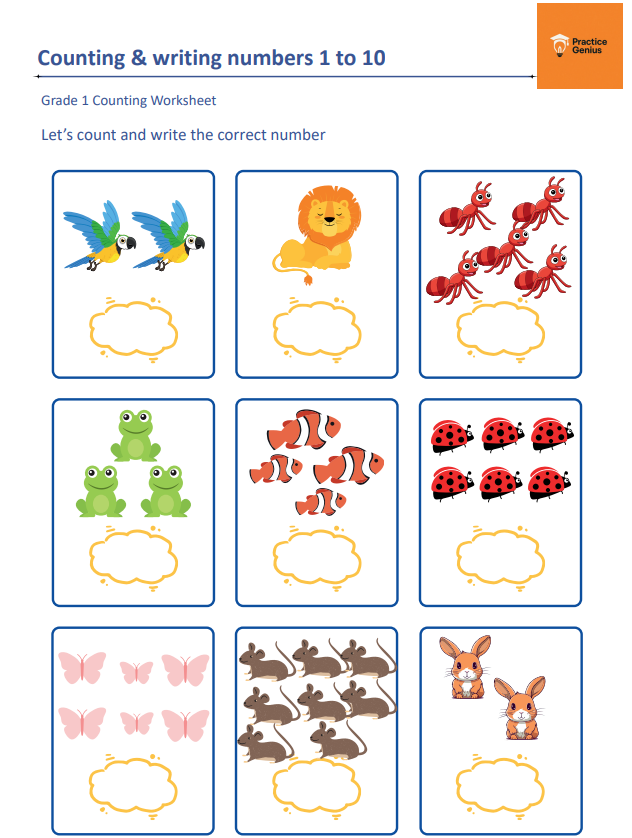 Practice
Genius
Counting & writing numbers 1 to 10
Grade 1 Counting Worksheet
Let’s count and write the correct number